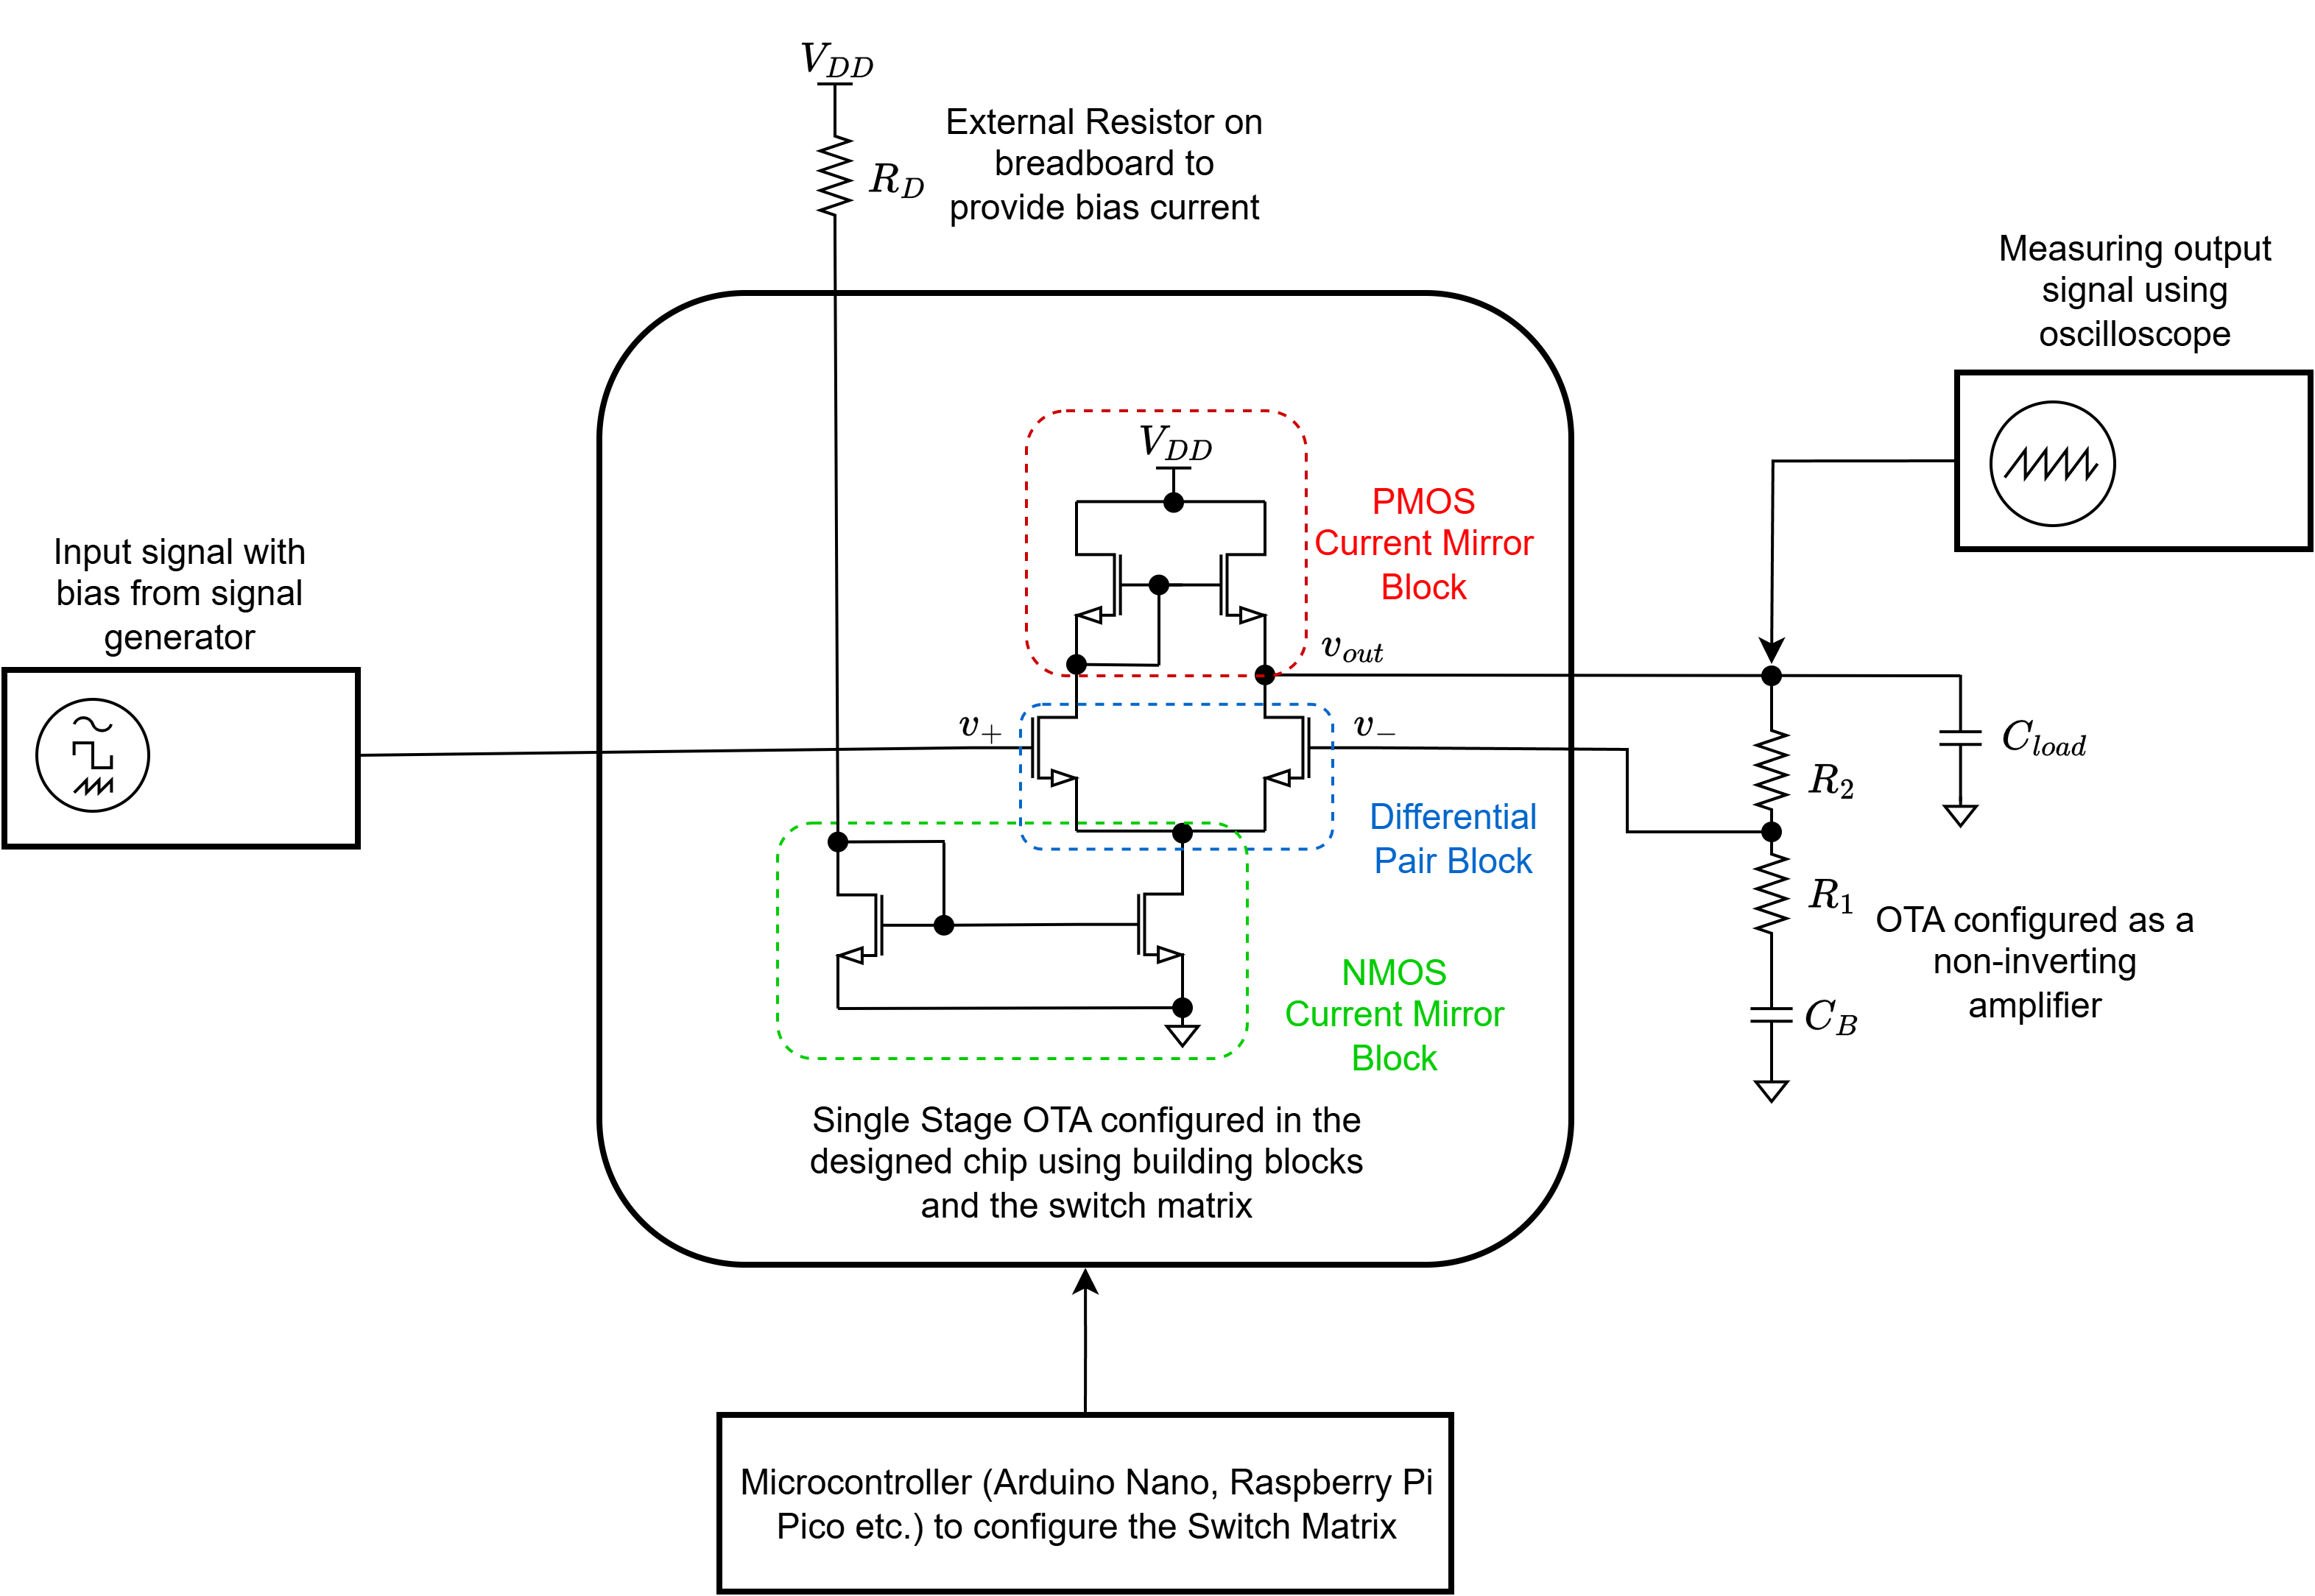 V_{DD}
External Resistor on
breadboard to
provide bias current
R_D
Measuring output
signal using
oscilloscope
V_{DD}
PMOS
Current Mirror
Block
Input signal with
bias from signal
generator
v_{out}
v_+
v_-
C_{load}
R_2
Differential
Pair Block
R_1
OTA configured as a
non-inverting
amplifier
NMOS
Current Mirror
Block
C_B
Single Stage OTA configured in the
designed chip using building blocks
and the switch matrix
Microcontroller (Arduino Nano, Raspberry Pi
Pico etc.) to configure the Switch Matrix